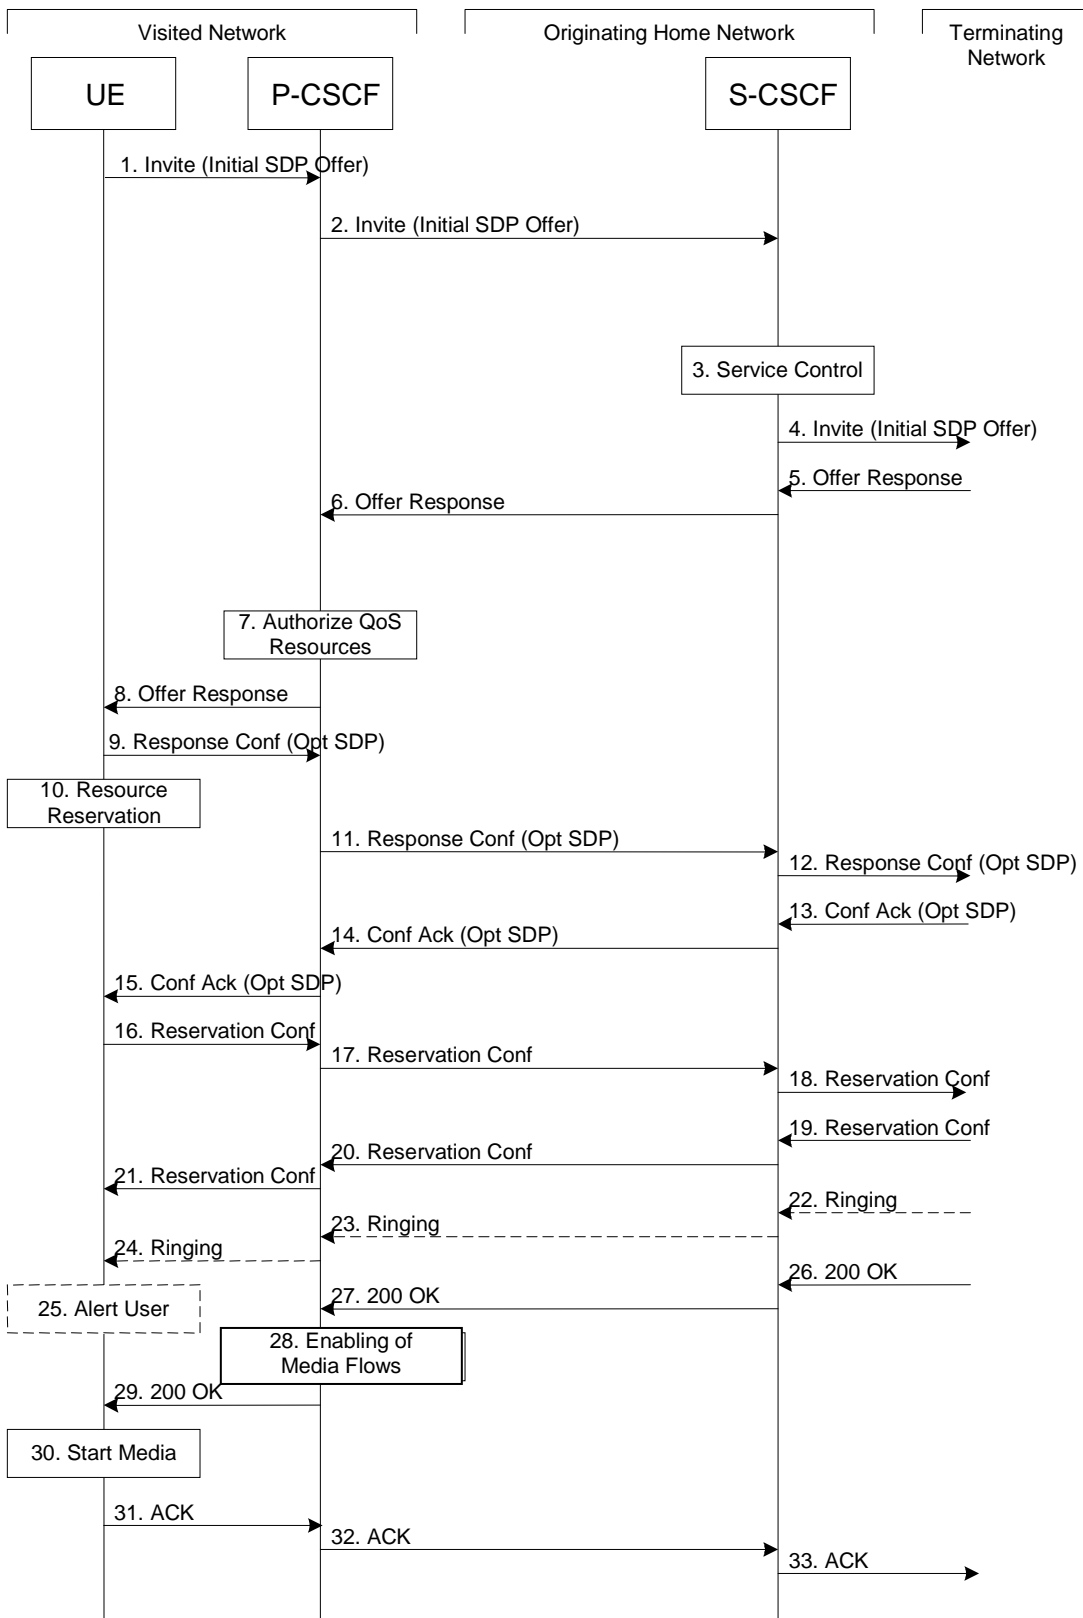 Visited Network
Originating Home Network
Terminating
Network
UE
P-CSCF
S-CSCF
1. Invite (Initial SDP Offer)
2. Invite (Initial SDP Offer)
3. Service Control
4. Invite (Initial SDP Offer)
5. Offer Response
6. Offer Response
7. Authorize QoS
Resources
8. Offer Response
9. Response Conf (Opt SDP)
10. Resource
Reservation
11. Response Conf (Opt SDP)
12. Response Conf (Opt SDP)
13. Conf Ack (Opt SDP)
14. Conf Ack (Opt SDP)
15. Conf Ack (Opt SDP)
16. Reservation Conf
17. Reservation Conf
18. Reservation Conf
19. Reservation Conf
20. Reservation Conf
21. Reservation Conf
22. Ringing
23. Ringing
24. Ringing
25. Alert User
26. 200 OK
27. 200 OK
28. Enabling of
Media Flows
29. 200 OK
30. Start Media
31. ACK
32. ACK
33. ACK